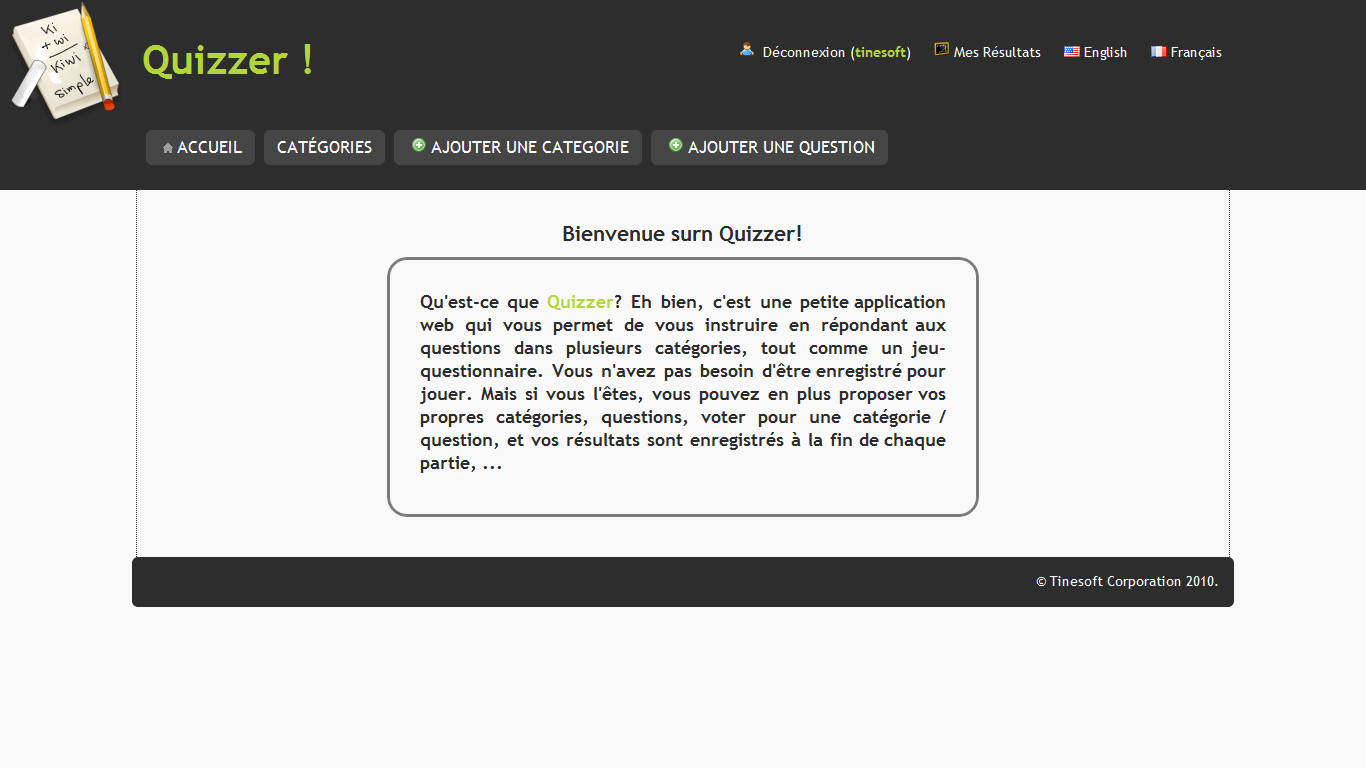 Ki
+ wi
Kiwi
simple
Quizzer !
Déconnexion (tinesoft) Mes Résultats English Français
ACCUEIL CATÉGORIES AJOUTER UNE CATEGORIE AJOUTER UNE QUESTION
Bienvenue surn Quizzer!
Qu'est-ce que Quizzer? Eh bien, c'est une petite application
web qui vous permet de vous instruire en répondant aux
questions dans plusieurs catégories, tout comme un jeu-
questionnaire. Vous n'avez pas besoin d'être enregistré pour
jouer. Mais si vous l'êtes, vous pouvez en plus proposer vos
propres catégories, questions, voter pour une catégorie /
question, et vos résultats sont enregistrés à la fin de chaque
partie, ...
© Tinesoft Corporation 2010.